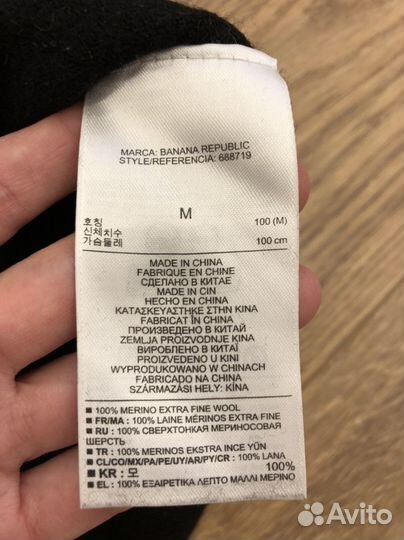 MARCA: BANANA REPUBLIC
STYLE/REFERENCIA: 688719
M
호칭 100 (M)
신체치수
가슴둘레 100 cm
MADE IN CHINA
FABRIQUE EN CHINE
СДЕЛАНО В КИТАЕ
MADE IN CIN
HECHO EN CHINA
ΚΑΤΑΣΚΕΥΑΣΤΗΚΕ ΣΤΗΝ ΚΙΝΑ
FABRICAT ÎN CHINA
ПРОИЗВЕДЕНО В КИТАЙ
ZEMLJA PROIZVODNJE KINA
ВИРОБЛЕНО В КИТАЇ
PROIZVEDENO U KINI
WYPRODUKOWANO W CHINACH
FABRICADO NA CHINA
SZÁRMAZÁSI HELY: KÍNA
100% MERINO EXTRA FINE WOOL
FR/MA : 100% LAINE MÉRINOS EXTRA FINE
RU : 100% СВЕРХТОНКАЯ МЕРИНОСОВАЯ
ШЕРСТЬ
TR : 100% MERINOS EKSTRA INCE YÜN
CL/CO/MX/PA/PE/UY/AR/PY/CR : 100% LANA
KR : 모 100%
EL : 100% ΕΞΑΙΡΕΤΙΚΑ ΛΕΠΤΟ ΜΑΛΛΙ ΜΕΡΙΝΟ
Avito